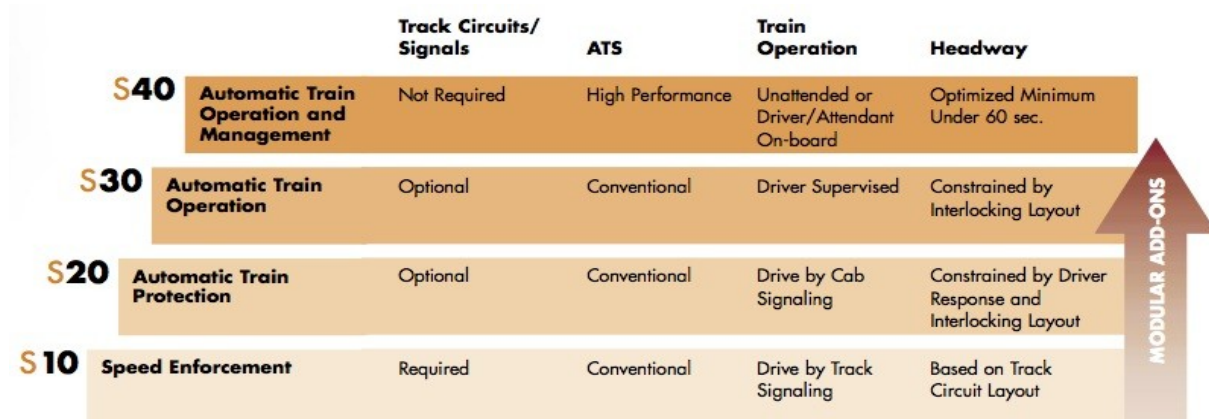 Track Circuits/ Train
Signals ATS Operation Headway
S40 Automatic Train Not Required High Performance Unattended or Optimized Minimum
Operation and Driver/Attendant Under 60 sec.
Management On-board
S30 Automatic Train Optional Conventional Driver Supervised Constrained by
Operation Interlocking Layout
S20 Automatic Train Optional Conventional Drive by Cab Constrained by Driver
Protection Signaling Response and
Interlocking Layout
S10 Speed Enforcement Required Conventional Drive by Track Based on Track
Signaling Circuit Layout
MODULAR ADD-ONS